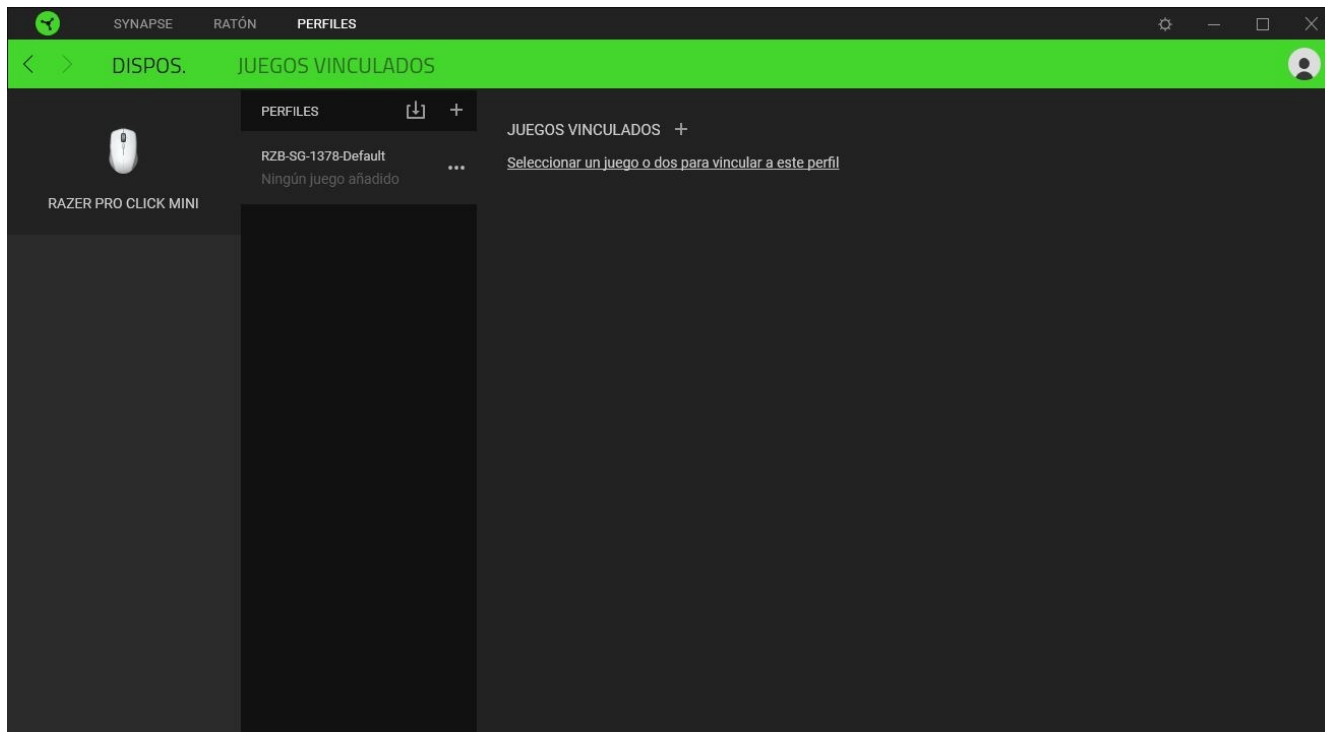 SYNAPSE RATÓN PERFILES
DISPOS. JUEGOS VINCULADOS
RAZER PRO CLICK MINI
PERFILES
RZB-SG-1378-Default
Ningún juego añadido
JUEGOS VINCULADOS +
Seleccionar un juego o dos para vincular a este perfil